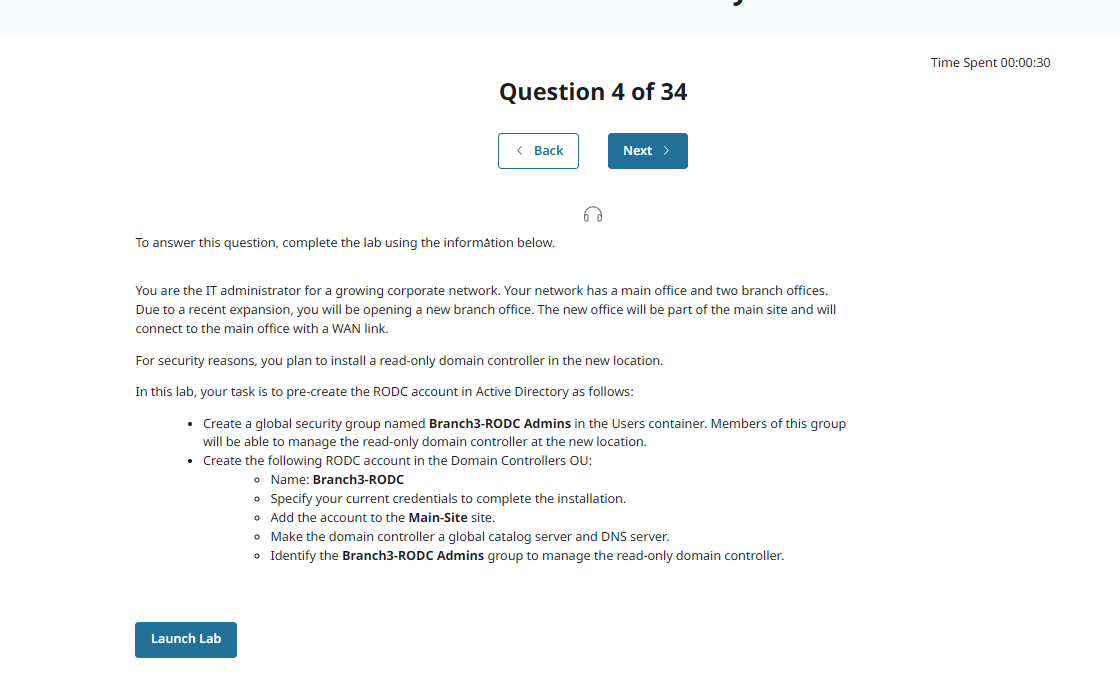 Time Spent 00:00:30
Question 4 of 34
Back
Next
To answer this question, complete the lab using the information below.
You are the IT administrator for a growing corporate network. Your network has a main office and two branch offices.
Due to a recent expansion, you will be opening a new branch office. The new office will be part of the main site and will
connect to the main office with a WAN link.
For security reasons, you plan to install a read-only domain controller in the new location.
In this lab, your task is to pre-create the RODC account in Active Directory as follows:
• Create a global security group named Branch3-RODC Admins in the Users container. Members of this group
will be able to manage the read-only domain controller at the new location.
• Create the following RODC account in the Domain Controllers OU:
◦ Name: Branch3-RODC
◦ Specify your current credentials to complete the installation.
◦ Add the account to the Main-Site site.
◦ Make the domain controller a global catalog server and DNS server.
◦ Identify the Branch3-RODC Admins group to manage the read-only domain controller.
Launch Lab